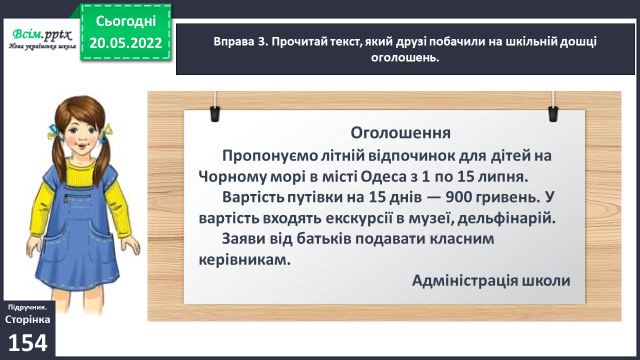 Всім.pptx
Нова українська школа
Сьогодні
20.05.2022
Вправа 3. Прочитай текст, який друзі побачили на шкільній дошці
оголошень.
Оголошення
Пропонуємо літній відпочинок для дітей на
Чорному морі в місті Одеса з 1 по 15 липня.
Вартість путівки на 15 днів — 900 гривень. У
вартість входять екскурсії в музеї, дельфінарій.
Заяви від батьків подавати класним
керівникам.
Адміністрація школи
Підручник.
Сторінка
154